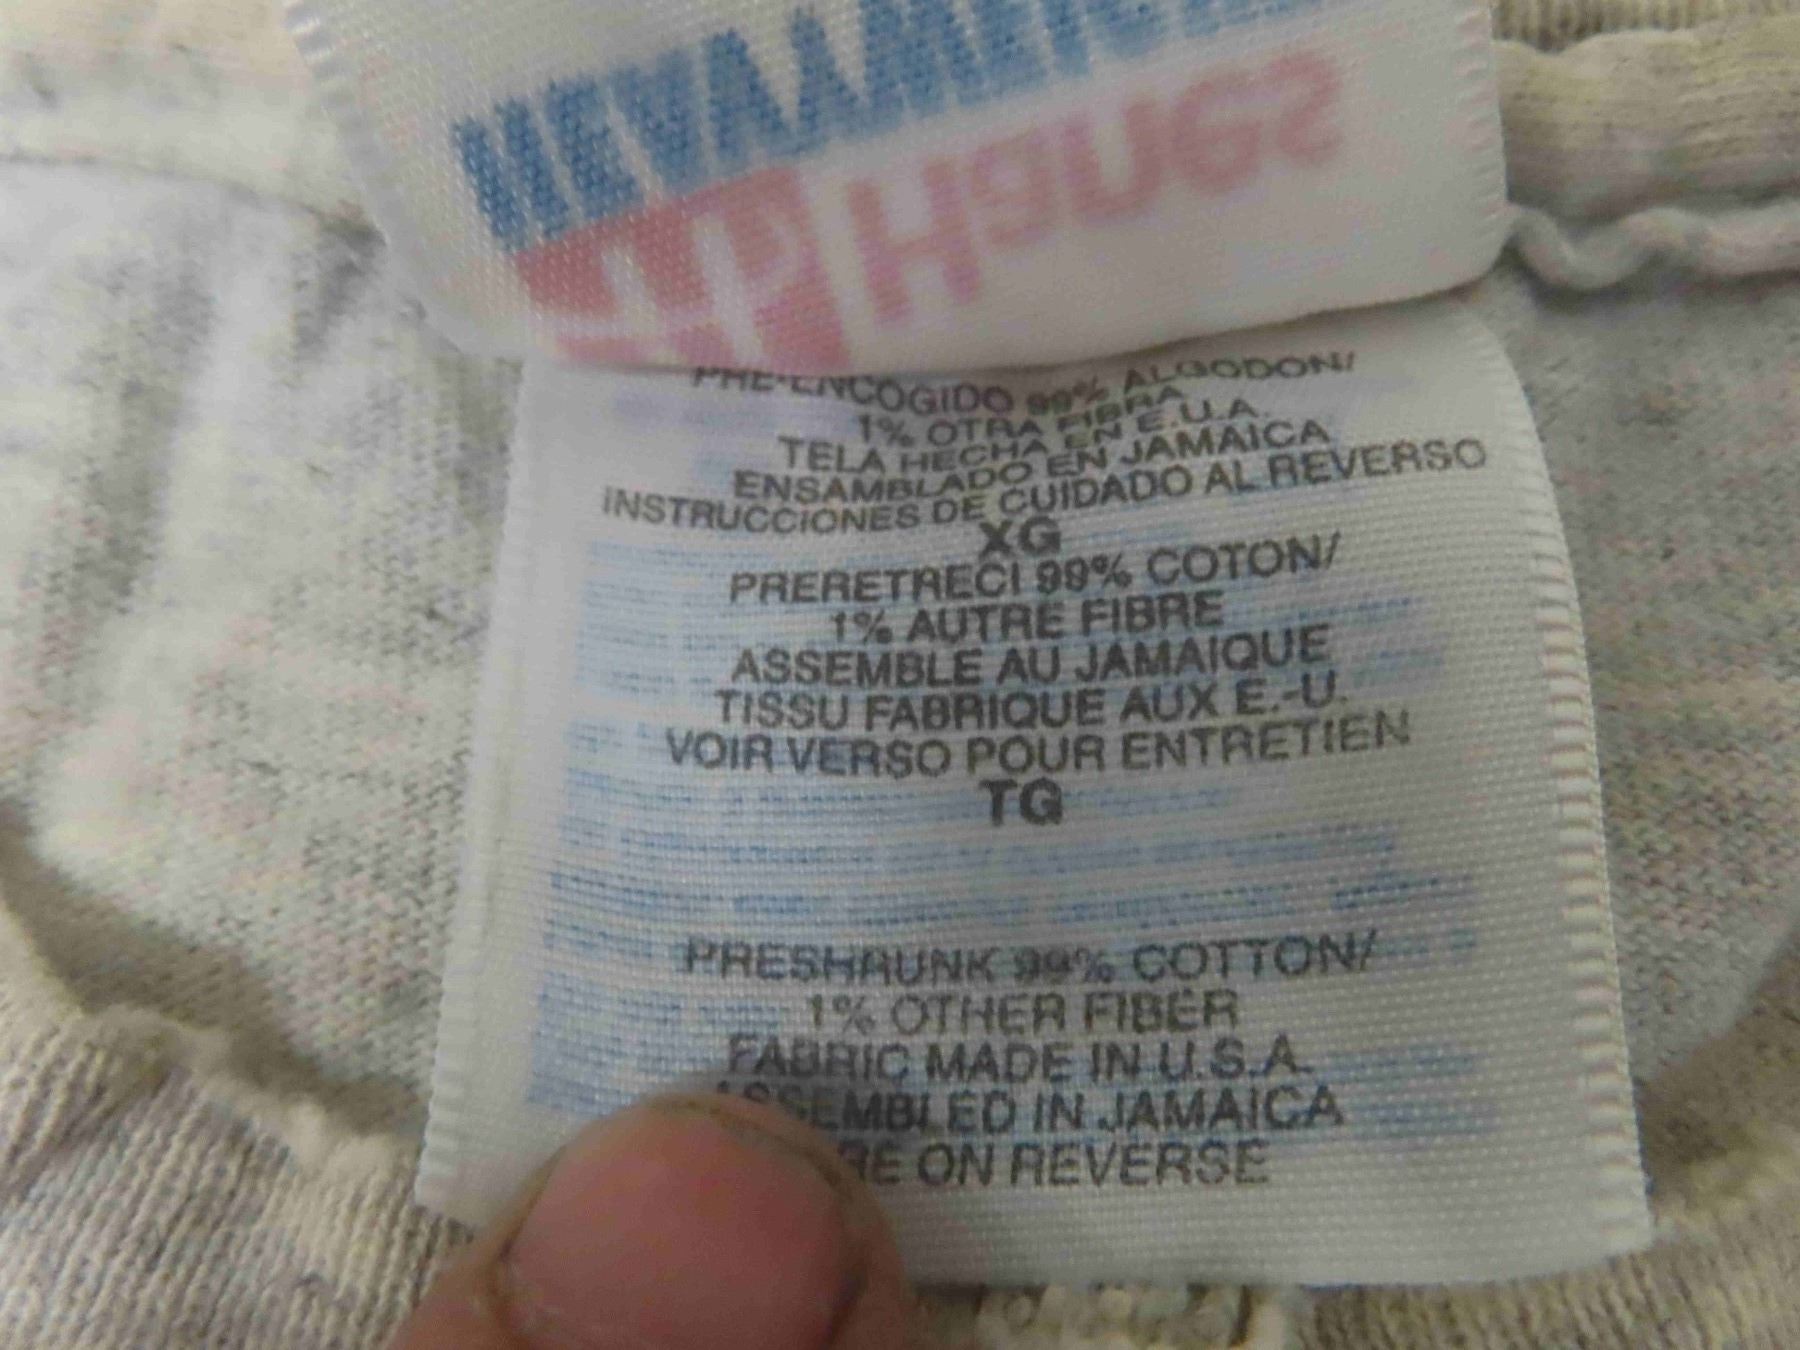 Hanes
PRE-ENCOGIDO 99% ALGODON/
1% OTRA FIBRA
TELA HECHA EN E.U.A.
ENSAMBLADO EN JAMAICA
INSTRUCCIONES DE CUIDADO AL REVERSO
XG
PRERETRECI 99% COTON/
1% AUTRE FIBRE
ASSEMBLE AU JAMAIQUE
TISSU FABRIQUE AUX E.-U.
VOIR VERSO POUR ENTRETIEN
TG
PRESHRUNK 99% COTTON/
1% OTHER FIBER
FABRIC MADE IN U.S.A.
ASSEMBLED IN JAMAICA
ON REVERSE